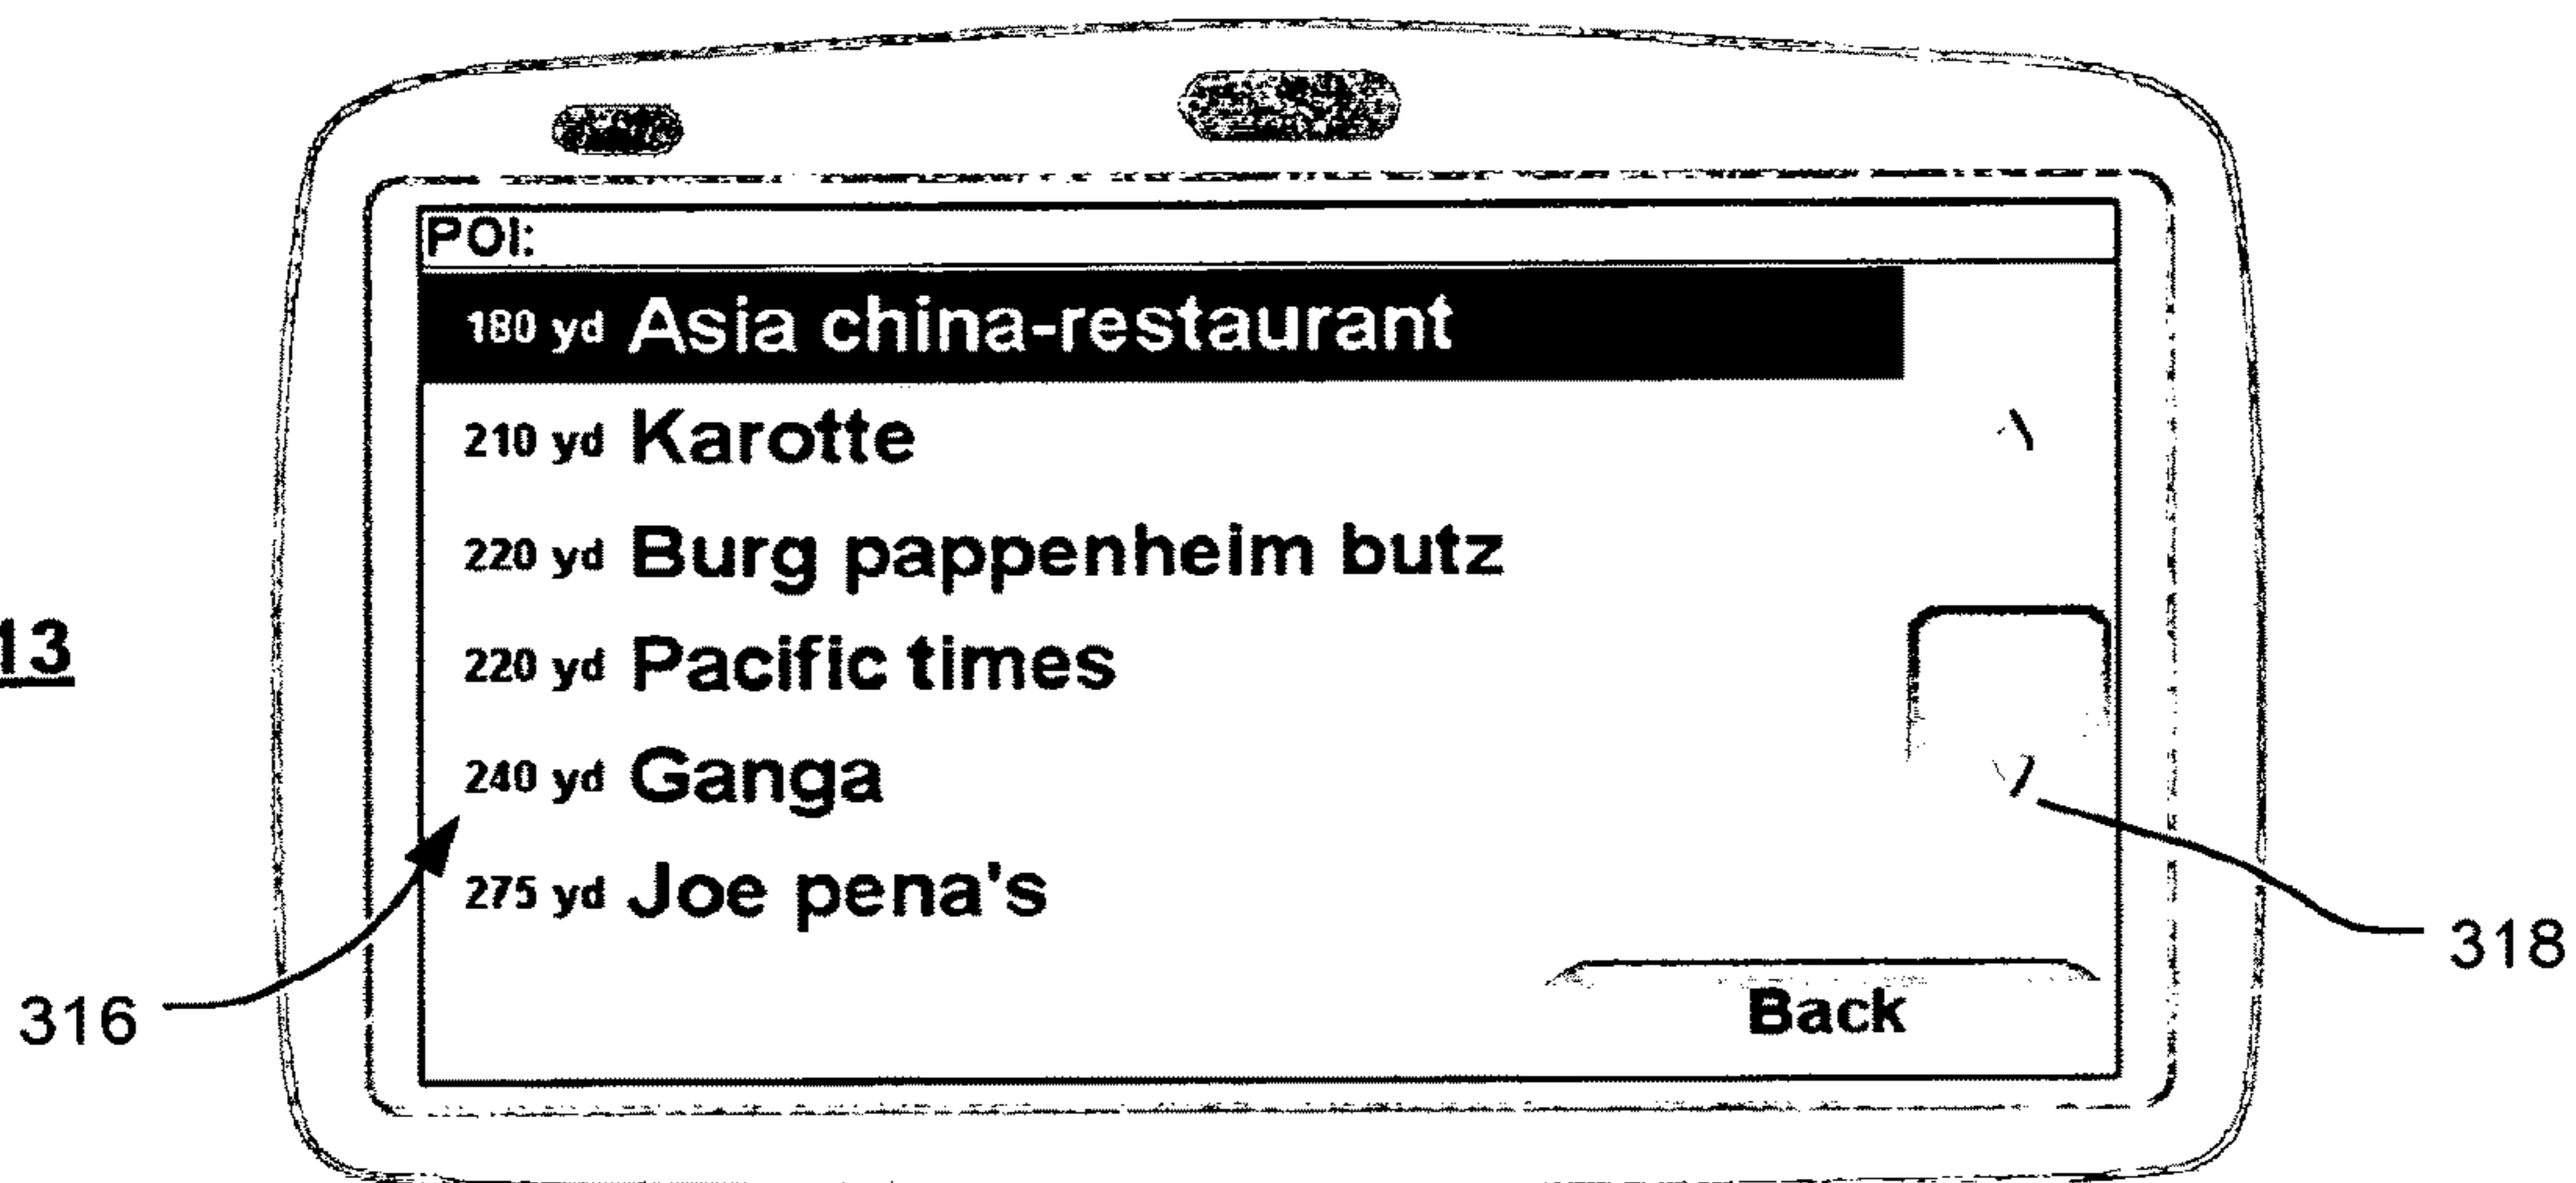 POI:
180 yd Asia china-restaurant
210 yd Karotte
220 yd Burg pappenheim butz
220 yd Pacific times
13
240 yd Ganga
275 yd Joe pena's
318
316
Back